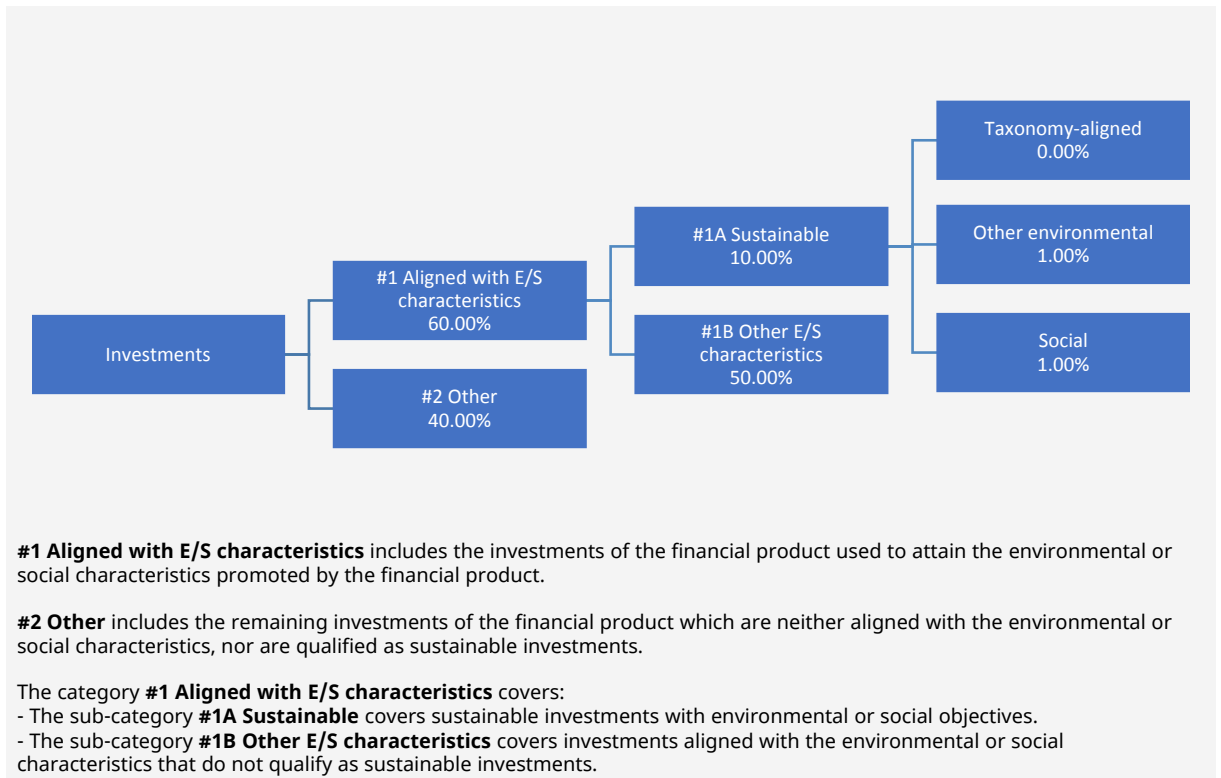 Investments
#1 Aligned with E/S
characteristics
60.00%
#2 Other
40.00%
#1A Sustainable
10.00%
#1B Other E/S
characteristics
50.00%
Taxonomy-aligned
0.00%
Other environmental
1.00%
Social
1.00%
#1 Aligned with E/S characteristics includes the investments of the financial product used to attain the environmental or
social characteristics promoted by the financial product.
#2 Other includes the remaining investments of the financial product which are neither aligned with the environmental or
social characteristics, nor are qualified as sustainable investments.
The category #1 Aligned with E/S characteristics covers:
- The sub-category #1A Sustainable covers sustainable investments with environmental or social objectives.
- The sub-category #1B Other E/S characteristics covers investments aligned with the environmental or social
characteristics that do not qualify as sustainable investments.